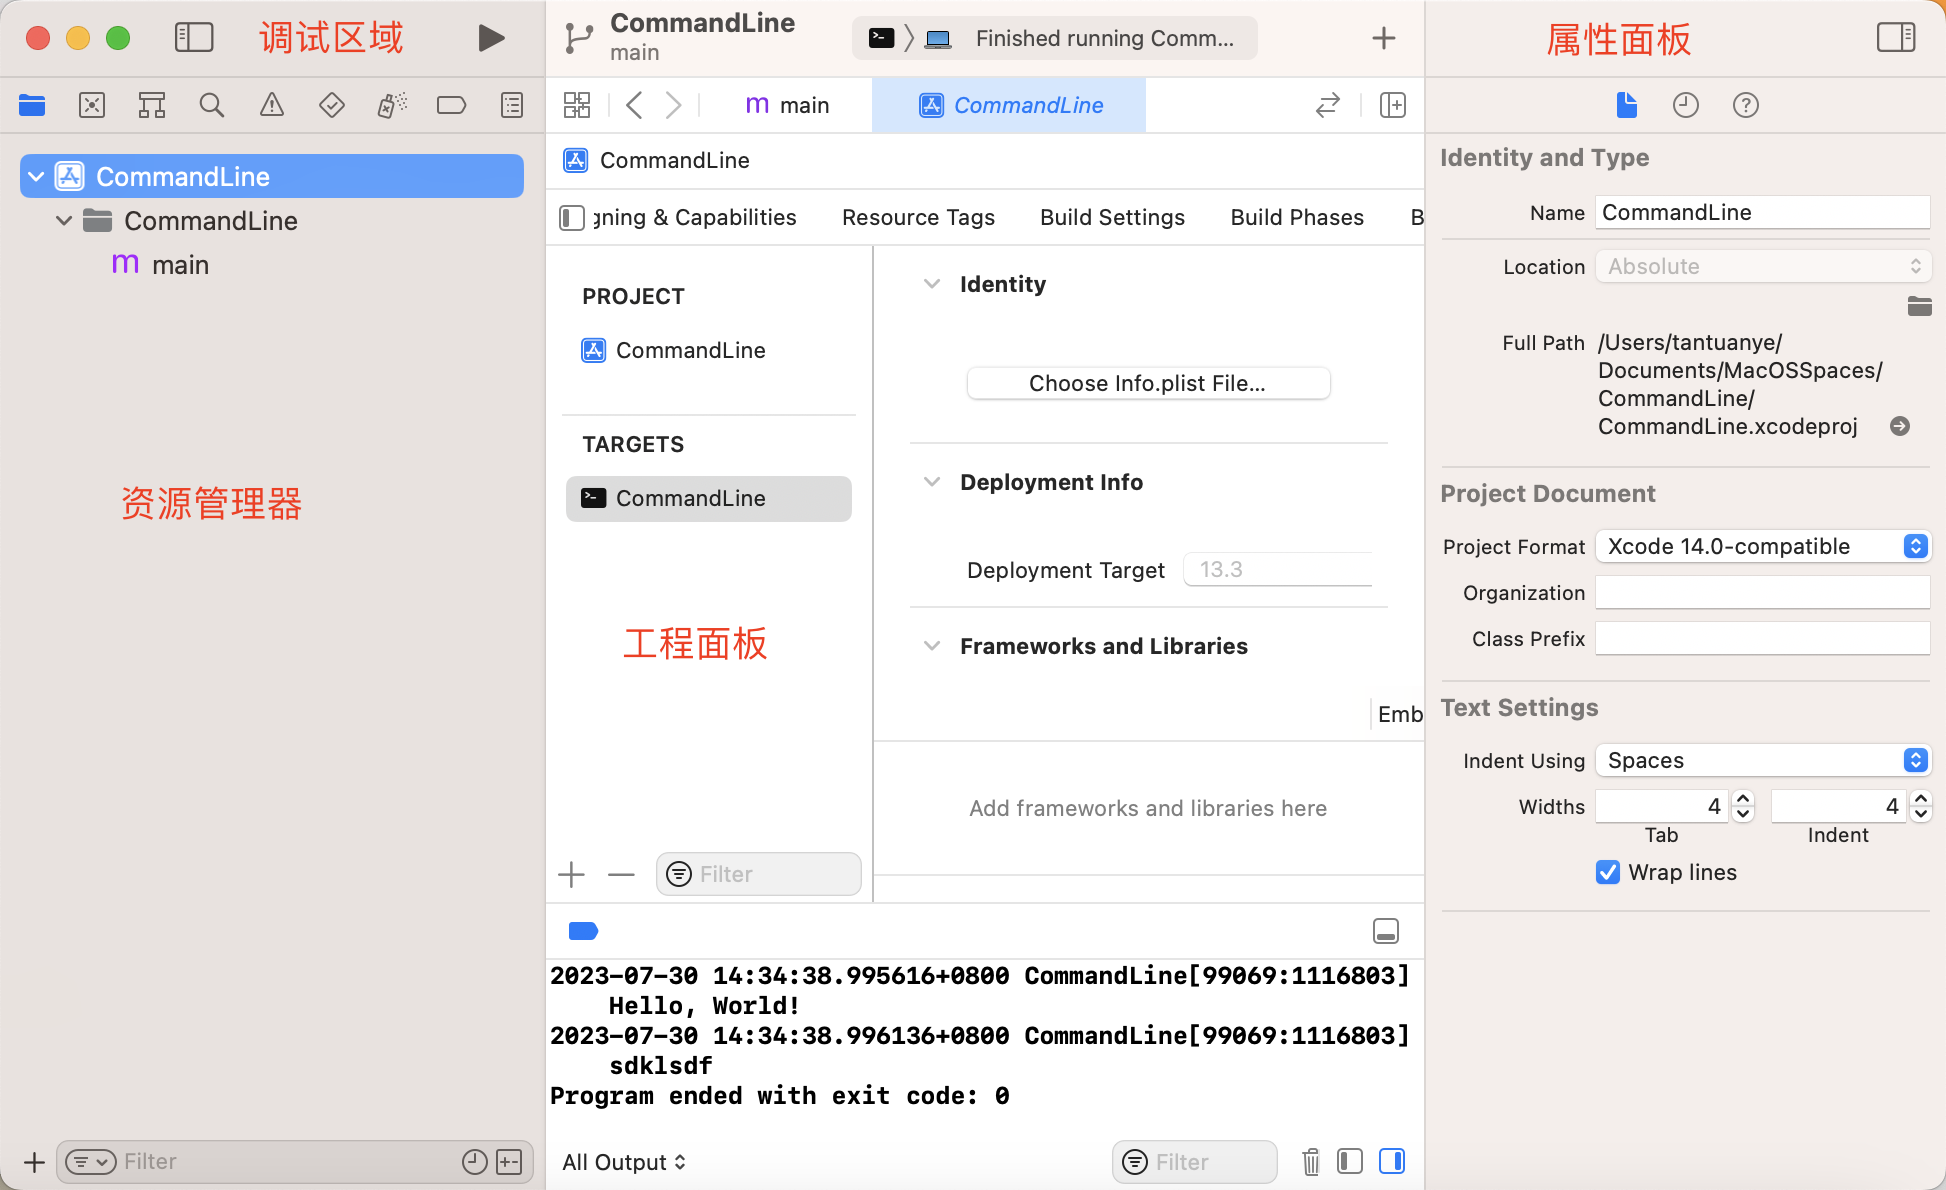 调试区域
CommandLine
main
Finished running Comm...
属性面板
main
CommandLine
CommandLine
CommandLine
main
资源管理器
CommandLine
gning & Capabilities
Resource Tags
Build Settings
Build Phases
B
PROJECT
CommandLine
TARGETS
CommandLine
工程面板
Filter
Identity
Choose Info.plist File...
Deployment Info
Deployment Target 13.3
Frameworks and Libraries
Emb
Add frameworks and libraries here
2023-07-30 14:34:38.995616+0800 CommandLine[99069:1116803]
Hello, World!
2023-07-30 14:34:38.996136+0800 CommandLine[99069:1116803]
sdklsdf
Program ended with exit code: 0
Filter
All Output
Filter
Identity and Type
Name CommandLine
Location Absolute
Full Path /Users/tantuanye/
Documents/MacOSSpaces/
CommandLine/
CommandLine.xcodeproj
Project Document
Project Format Xcode 14.0-compatible
Organization
Class Prefix
Text Settings
Indent Using Spaces
Widths 4 4
Tab Indent
Wrap lines